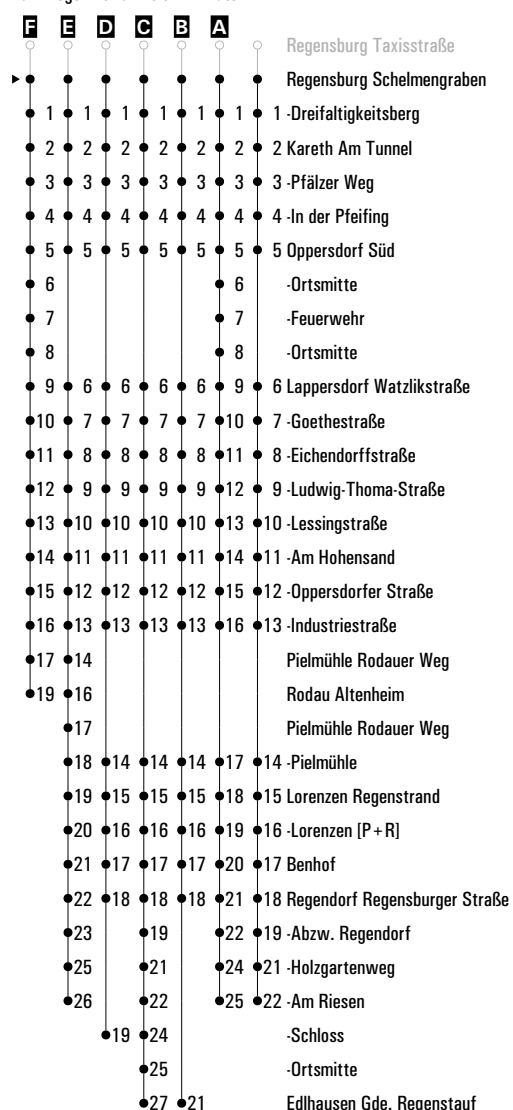 F E D C B A
Regensburg Taxisstraße
Regensburg Schelmengraben
1 1 1 1 1 1 1 -Dreifaltigkeitsberg
2 2 2 2 2 2 2 Kareth Am Tunnel
3 3 3 3 3 3 3 -Pfälzer Weg
4 4 4 4 4 4 4 -In der Pfeifing
5 5 5 5 5 5 5 Oppersdorf Süd
6 6 -Ortsmitte
7 7 -Feuerwehr
8 8 -Ortsmitte
9 6 6 6 6 9 6 Lappersdorf Watzlikstraße
10 7 7 7 7 10 7 -Goethestraße
11 8 8 8 8 11 8 -Eichendorffstraße
12 9 9 9 9 12 9 -Ludwig-Thoma-Straße
13 10 10 10 10 13 10 -Lessingstraße
14 11 11 11 11 14 11 -Am Hohensand
15 12 12 12 12 15 12 -Oppersdorfer Straße
16 13 13 13 13 16 13 -Industriestraße
17 14 Pielmühle Rodauer Weg
19 16 Rodau Altenheim
17 Pielmühle Rodauer Weg
18 14 14 14 17 14 -Pielmühle
19 15 15 15 18 15 Lorenzen Regenstrand
20 16 16 16 19 16 -Lorenzen [P+R]
21 17 17 17 20 17 Benhof
22 18 18 18 21 18 Regendorf Regensburger Straße
23 19 22 19 -Abzw. Regendorf
25 21 24 21 -Holzgartenweg
26 22 25 22 -Am Riesen
19 24 -Schloss
25 -Ortsmitte
27 21 Edlhausen Gde. Regenstauf